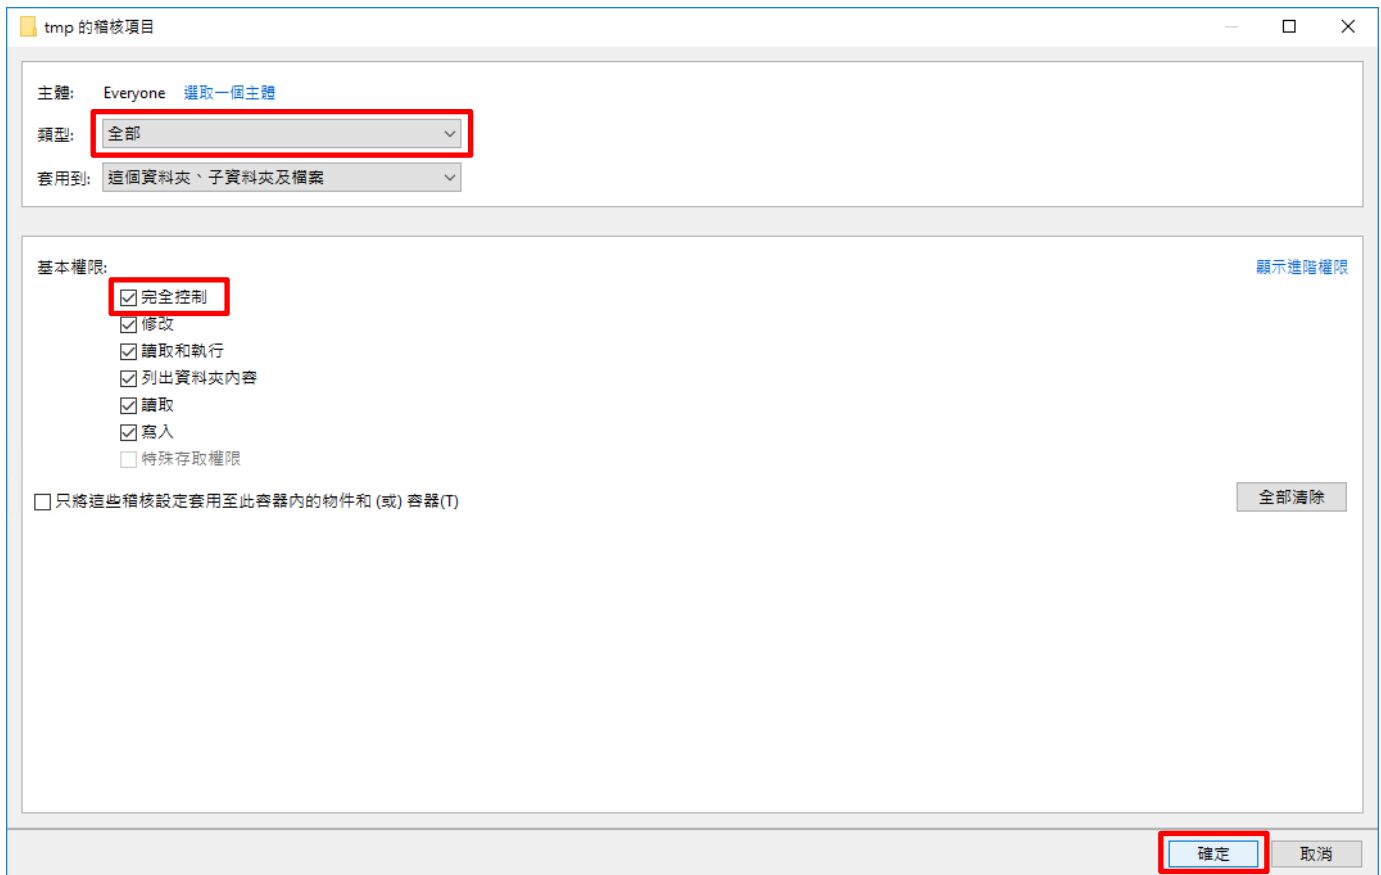 tmp 的稽核項目
主體: Everyone 選取一個主體
類型: 全部
套用到: 這個資料夾、子資料夾及檔案
基本權限: 顯示進階權限
完全控制
修改
讀取和執行
列出資料夾內容
讀取
寫入
特殊存取權限
只將這些稽核設定套用至此容器內的物件和 (或) 容器(T) 全部清除
確定 取消